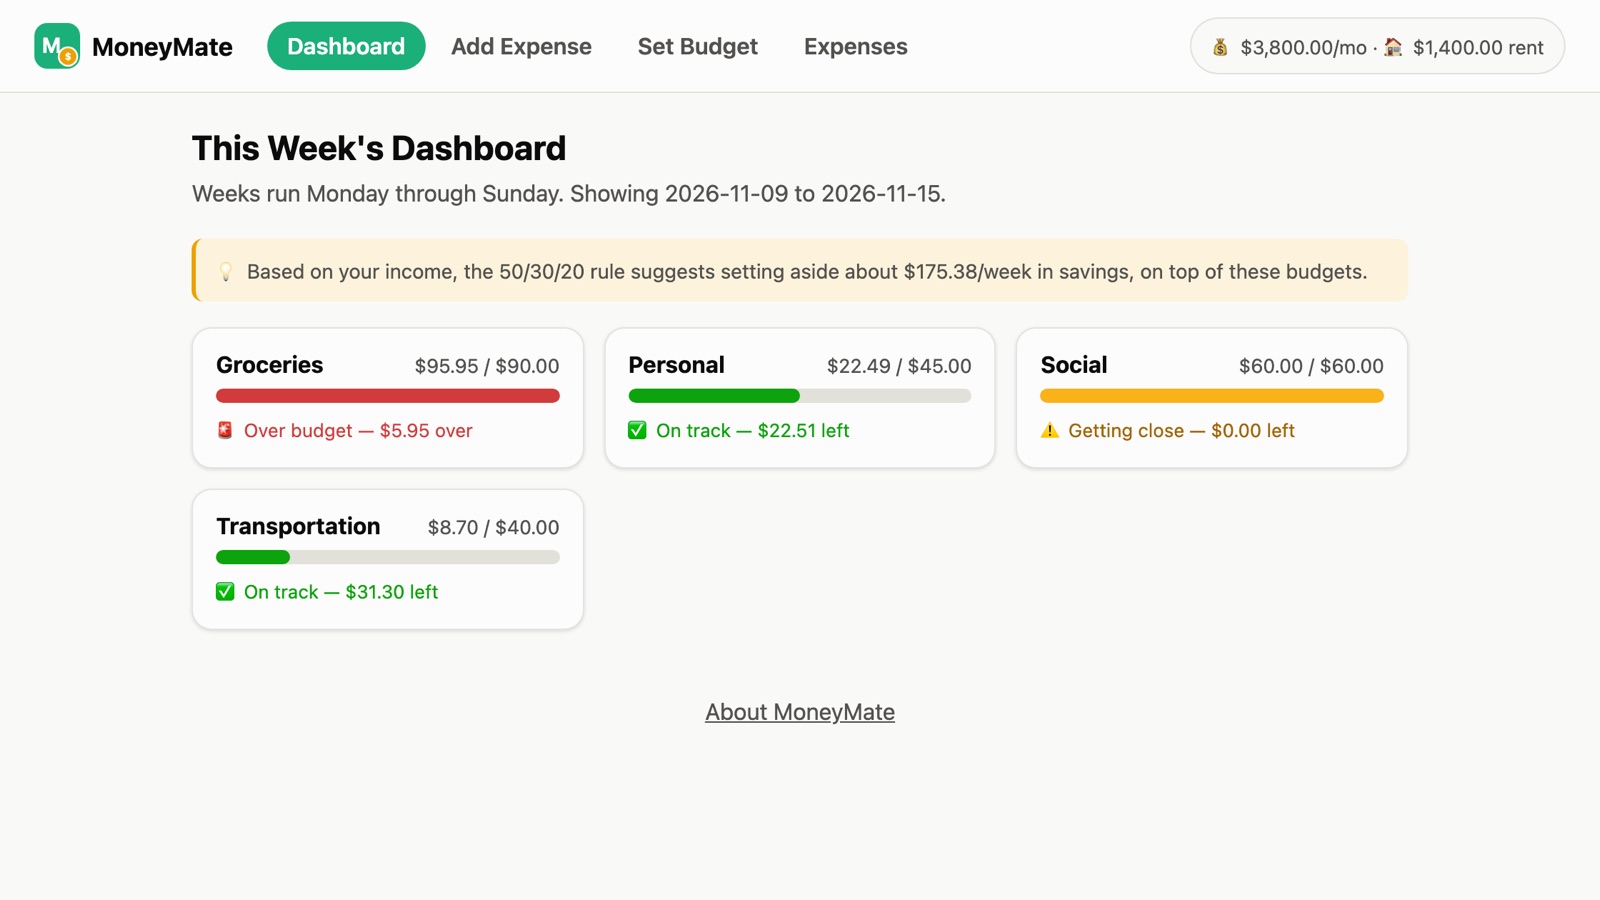 M $ MoneyMate Dashboard Add Expense Set Budget Expenses 💰 $3,800.00/mo · 🏠 $1,400.00 rent
This Week's Dashboard
Weeks run Monday through Sunday. Showing 2026-11-09 to 2026-11-15.
💡 Based on your income, the 50/30/20 rule suggests setting aside about $175.38/week in savings, on top of these budgets.
Groceries $95.95 / $90.00
🚨 Over budget — $5.95 over
Personal $22.49 / $45.00
✅ On track — $22.51 left
Social $60.00 / $60.00
⚠️ Getting close — $0.00 left
Transportation $8.70 / $40.00
✅ On track — $31.30 left
About MoneyMate